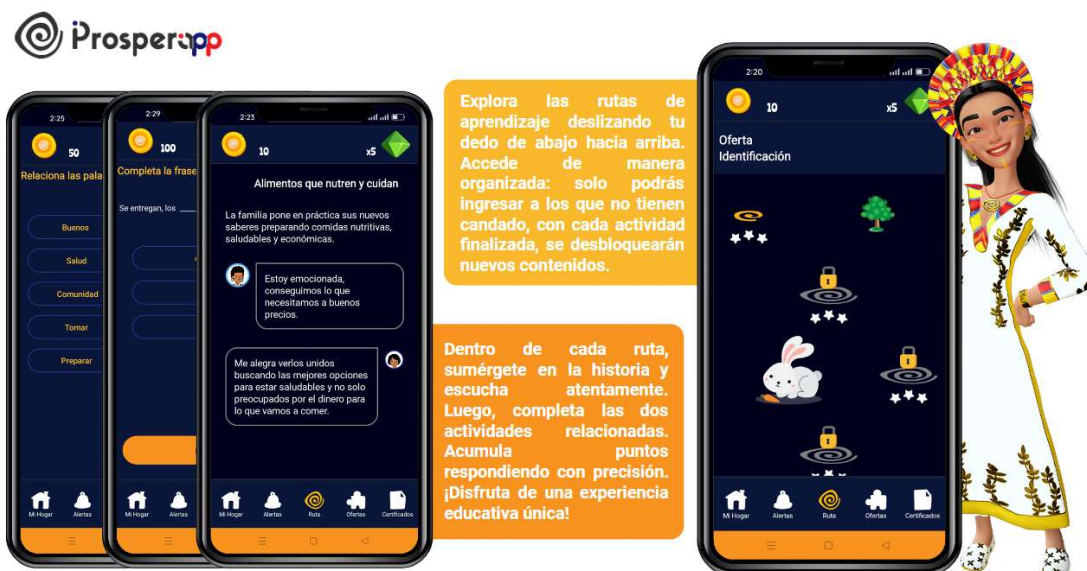 Prosperapp
2:25
50
Relaciona las pala
Buenos
Salud
Comunidad
Tomar
Preparar
Mi Hogar
Alertas
2:29
100
Completa la frase
Se entregan, los
Mi Hogar
Alertas
2:23
10
x5
Alimentos que nutren y cuidan
La familia pone en práctica sus nuevos
saberes preparando comidas nutritivas,
saludables y económicas.
Estoy emocionada,
conseguimos lo que
necesitamos a buenos
precios.
Me alegra verlos unidos
buscando las mejores opciones
para estar saludables y no solo
preocupados por el dinero para
lo que vamos a comer.
Mi Hogar
Alertas
Ruta
Ofertas
Certificados
Explora las rutas de
aprendizaje deslizando tu
dedo de abajo hacia arriba.
Accede de manera
organizada: solo podrás
ingresar a los que no tienen
candado, con cada actividad
finalizada, se desbloquearán
nuevos contenidos.
Dentro de cada ruta,
sumérgete en la historia y
escucha atentamente.
Luego, completa las dos
actividades relacionadas.
Acumula puntos
respondiendo con precisión.
¡Disfruta de una experiencia
educativa única!
2:20
10
x5
Oferta
Identificación
Mi Hogar
Alertas
Ruta
Ofertas
Certificados